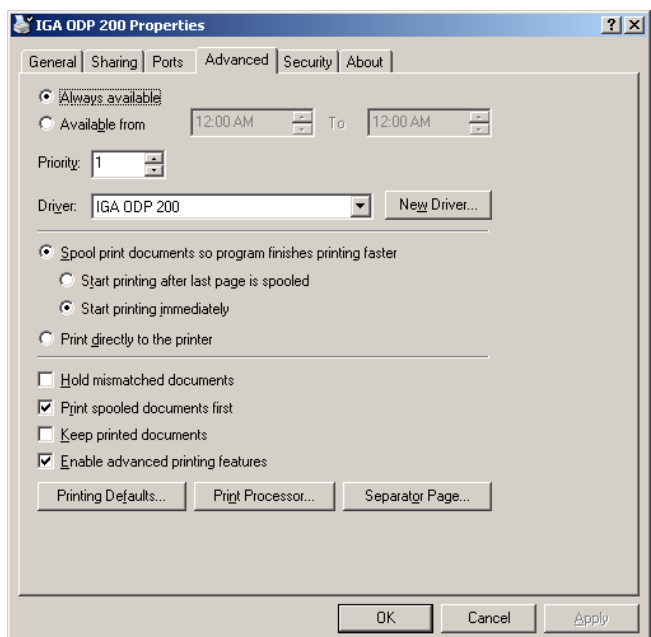 IGA ODP 200 Properties
General Sharing Ports Advanced Security About
Always available
Available from 12:00 AM To 12:00 AM
Priority: 1
Driver: IGA ODP 200 New Driver...
Spool print documents so program finishes printing faster
Start printing after last page is spooled
Start printing immediately
Print directly to the printer
Hold mismatched documents
Print spooled documents first
Keep printed documents
Enable advanced printing features
Printing Defaults... Print Processor... Separator Page...
OK Cancel Apply